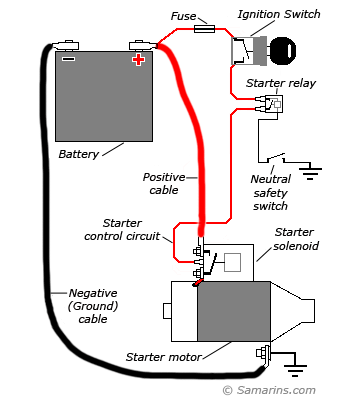 Fuse
Ignition Switch
Starter relay
−
+
Battery
Positive
cable
Neutral
safety
switch
Starter
control circuit
Starter
solenoid
Negative
(Ground)
cable
Starter motor
© Samarins.com